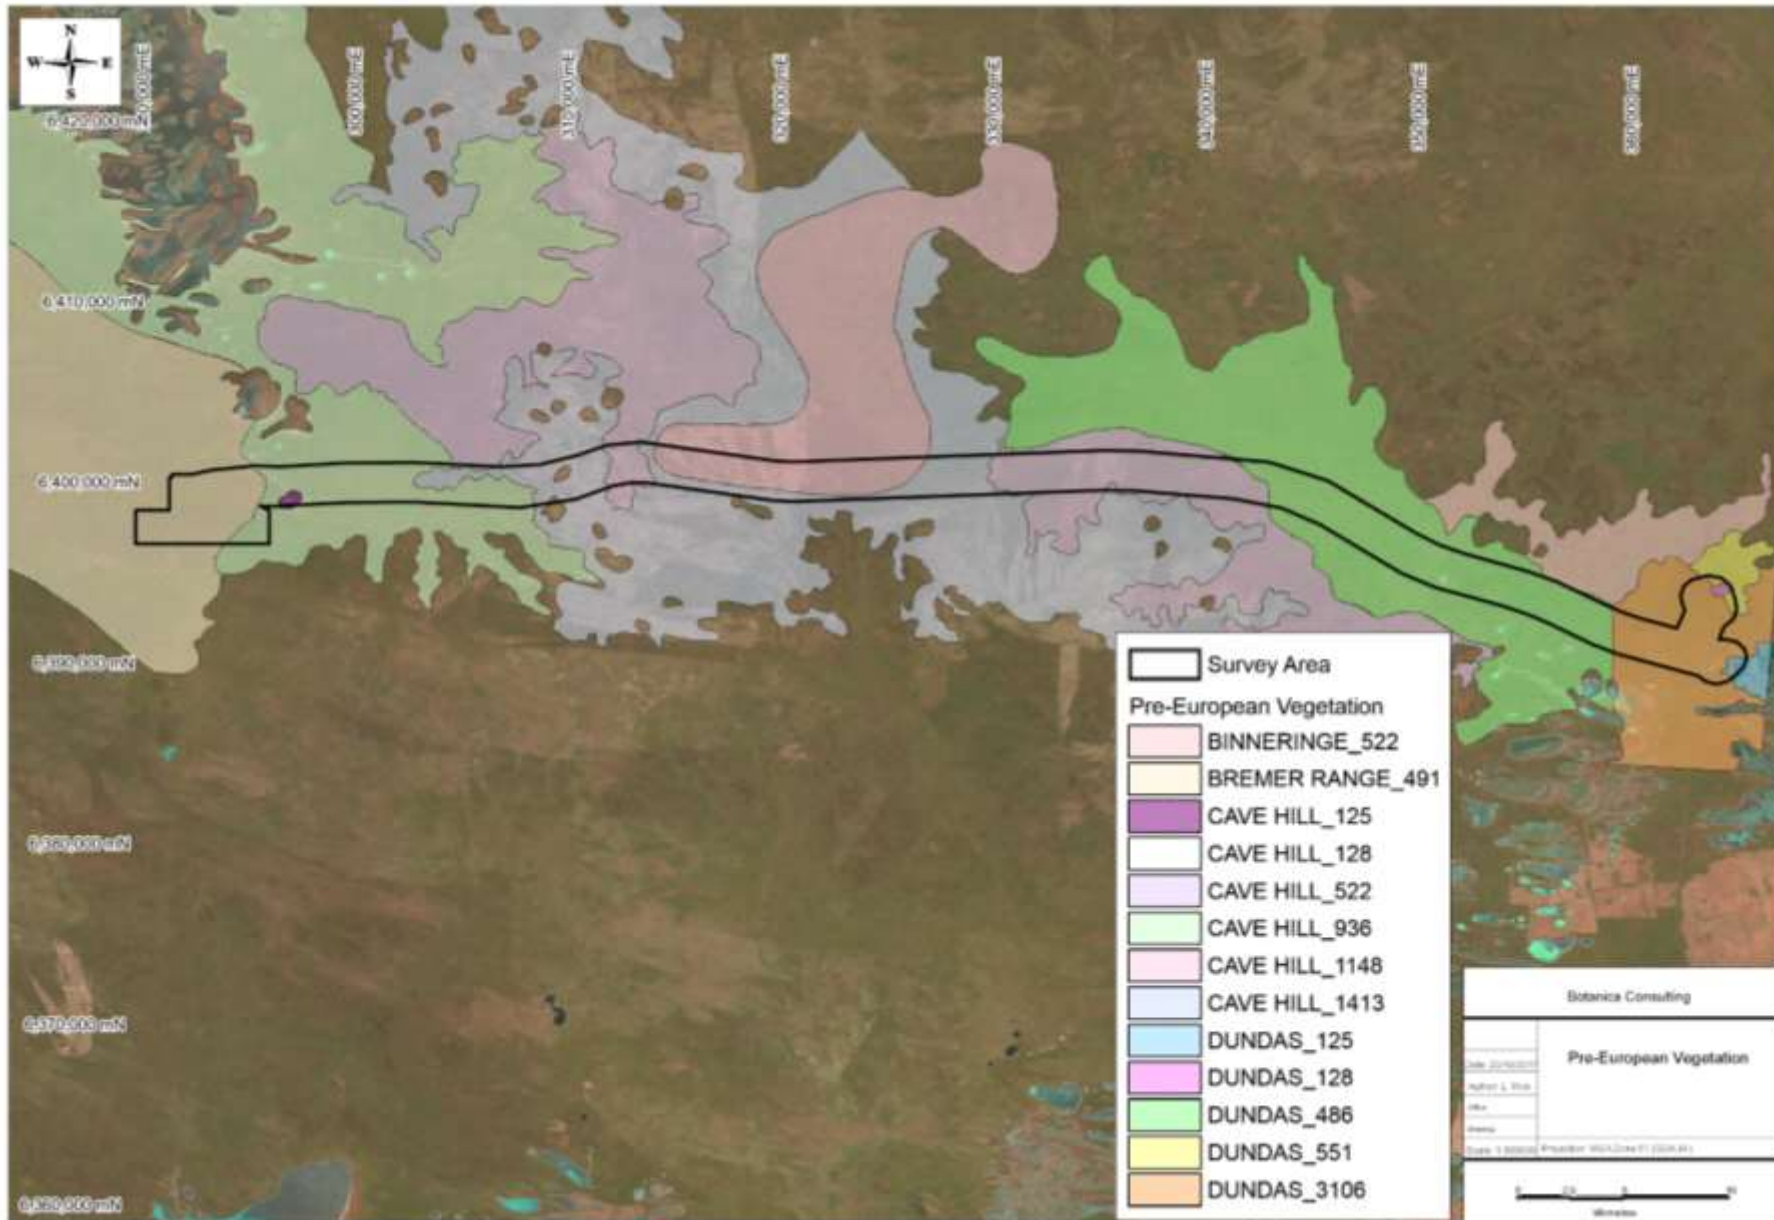 N
W E
S
300,000 mE
310,000 mE
320,000 mE
330,000 mE
340,000 mE
350,000 mE
360,000 mE
6,420,000 mN
6,410,000 mN
6,400,000 mN
6,390,000 mN
6,380,000 mN
6,370,000 mN
6,360,000 mN
Survey Area
Pre-European Vegetation
BINNERINGE_522
BREMER RANGE_491
CAVE HILL_125
CAVE HILL_128
CAVE HILL_522
CAVE HILL_936
CAVE HILL_1148
CAVE HILL_1413
DUNDAS_125
DUNDAS_128
DUNDAS_486
DUNDAS_551
DUNDAS_3106
Botanica Consulting
Pre-European Vegetation
Kilometres